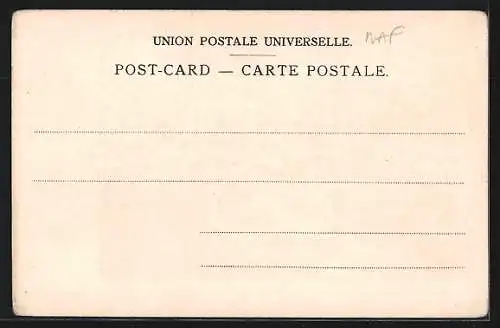 UNION POSTALE UNIVERSELLE.
POST-CARD — CARTE POSTALE.